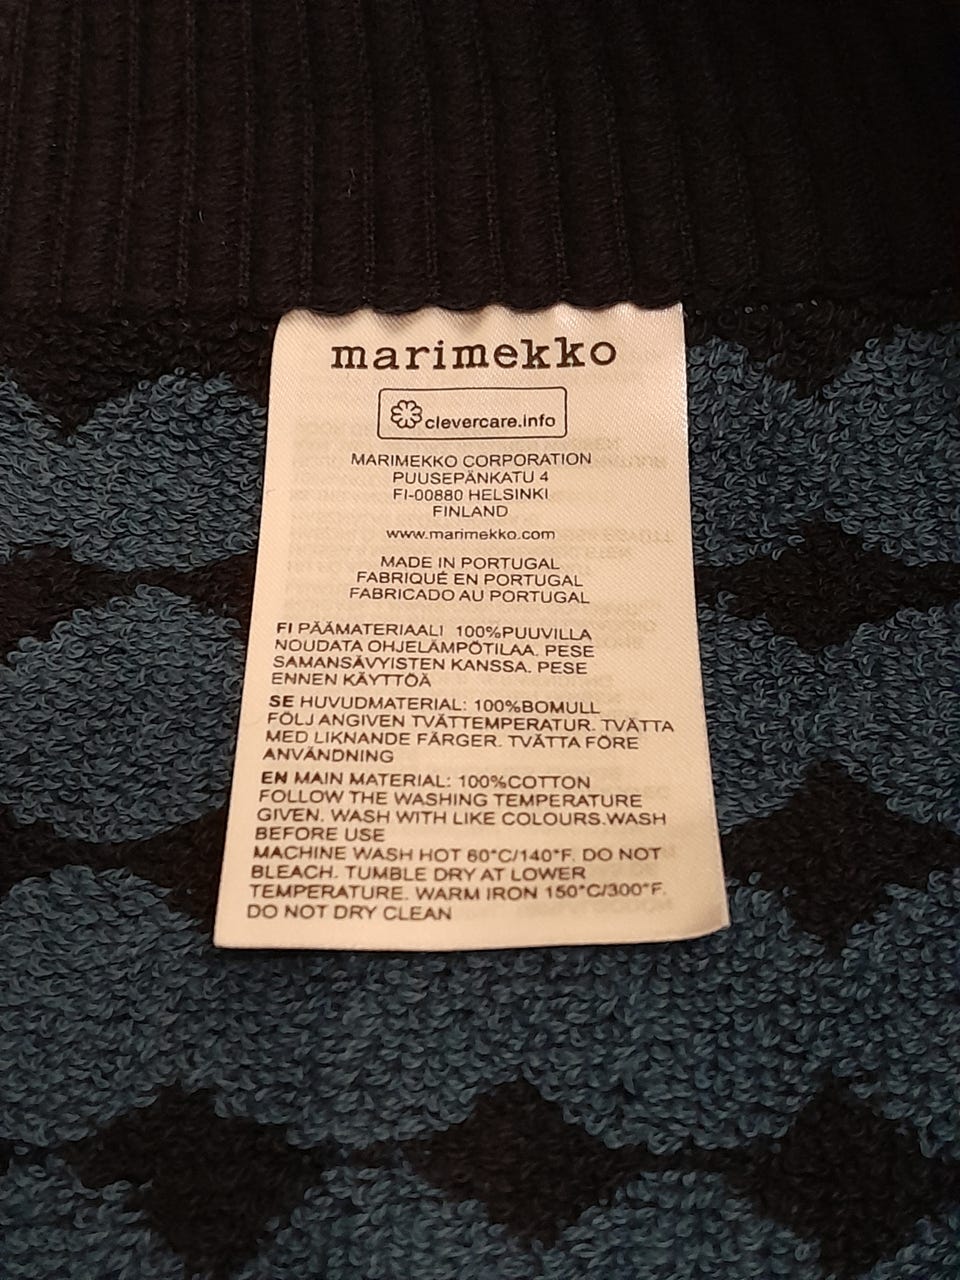 marimekko
clevercare.info
MARIMEKKO CORPORATION
PUUSEPÄNKATU 4
FI-00880 HELSINKI
FINLAND
www.marimekko.com
MADE IN PORTUGAL
FABRIQUÉ EN PORTUGAL
FABRICADO AU PORTUGAL
FI PÄÄMATERIAALI 100%PUUVILLA
NOUDATA OHJELÄMPÖTILAA. PESE
SAMANSÄVYISTEN KANSSA. PESE
ENNEN KÄYTTÖÄ
SE HUVUDMATERIAL: 100%BOMULL
FÖLJ ANGIVEN TVÄTTEMPERATUR. TVÄTTA
MED LIKNANDE FÄRGER. TVÄTTA FÖRE
ANVÄNDNING
EN MAIN MATERIAL: 100%COTTON
FOLLOW THE WASHING TEMPERATURE
GIVEN. WASH WITH LIKE COLOURS.WASH
BEFORE USE
MACHINE WASH HOT 60°C/140°F. DO NOT
BLEACH. TUMBLE DRY AT LOWER
TEMPERATURE. WARM IRON 150°C/300°F.
DO NOT DRY CLEAN